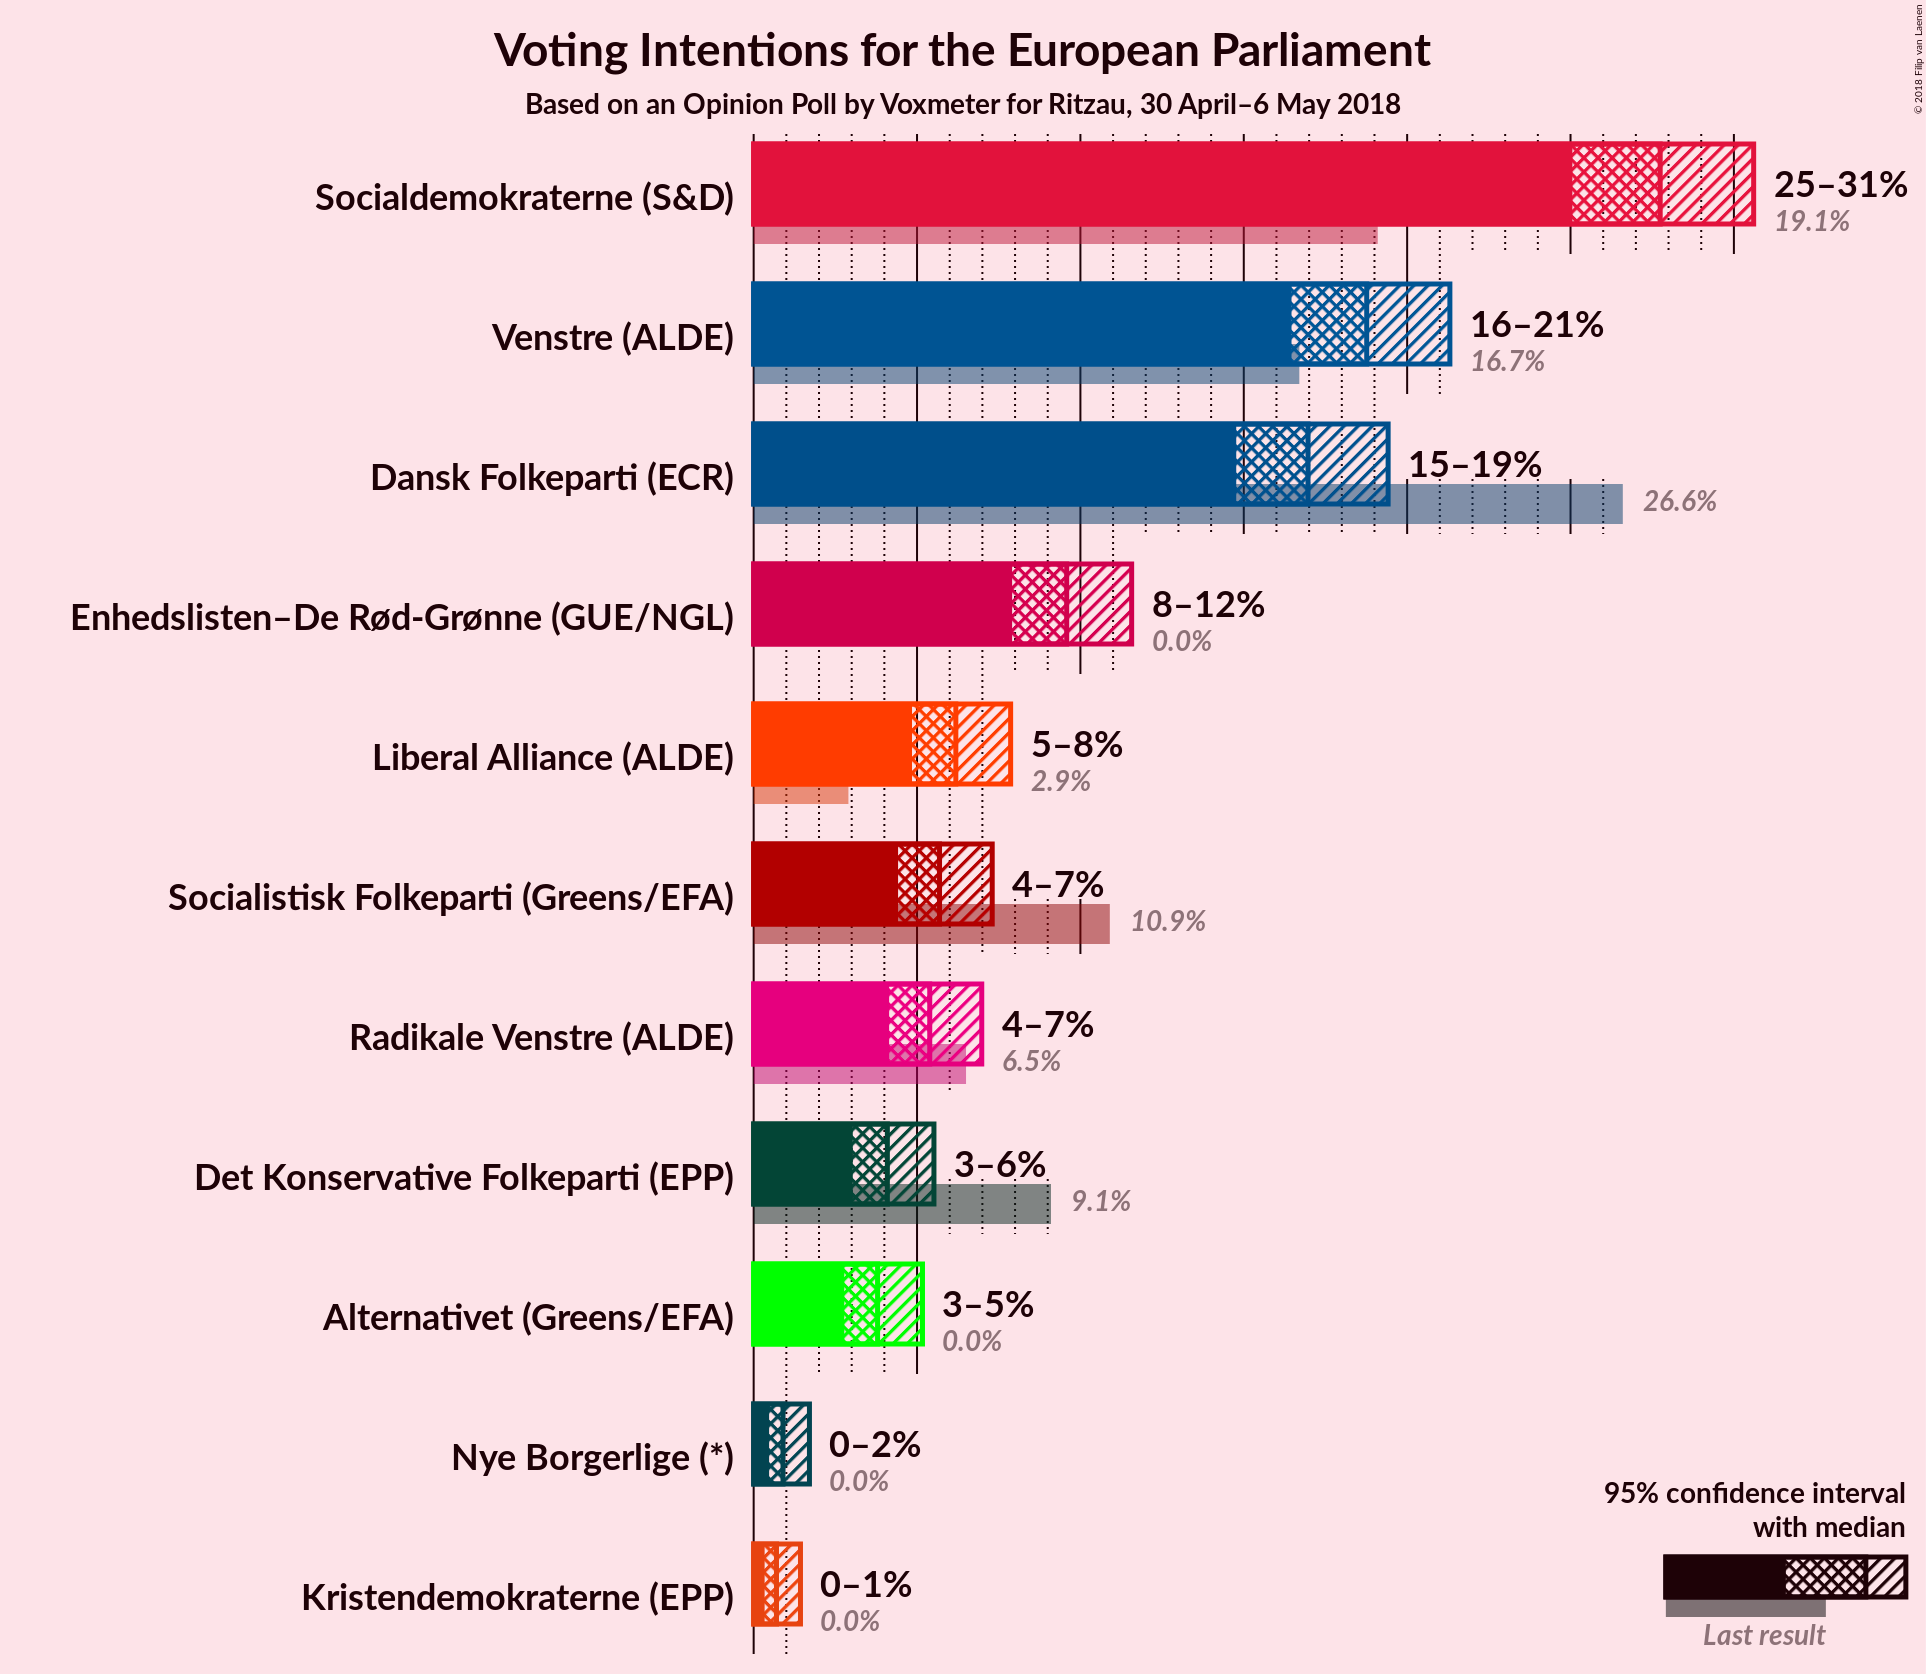 Voting Intentions for the European Parliament
Based on an Opinion Poll by Voxmeter for Ritzau, 30 April–6 May 2018
© 2018 Filip van Laenen
Socialdemokraterne (S&D)
25–31%
19.1%
Venstre (ALDE)
16–21%
16.7%
Dansk Folkeparti (ECR)
15–19%
26.6%
Enhedslisten–De Rød-Grønne (GUE/NGL)
8–12%
0.0%
Liberal Alliance (ALDE)
5–8%
2.9%
Socialistisk Folkeparti (Greens/EFA)
4–7%
10.9%
Radikale Venstre (ALDE)
4–7%
6.5%
Det Konservative Folkeparti (EPP)
3–6%
9.1%
Alternativet (Greens/EFA)
3–5%
0.0%
Nye Borgerlige (*)
0–2%
0.0%
Kristendemokraterne (EPP)
0–1%
0.0%
95% confidence interval
with median
Last result